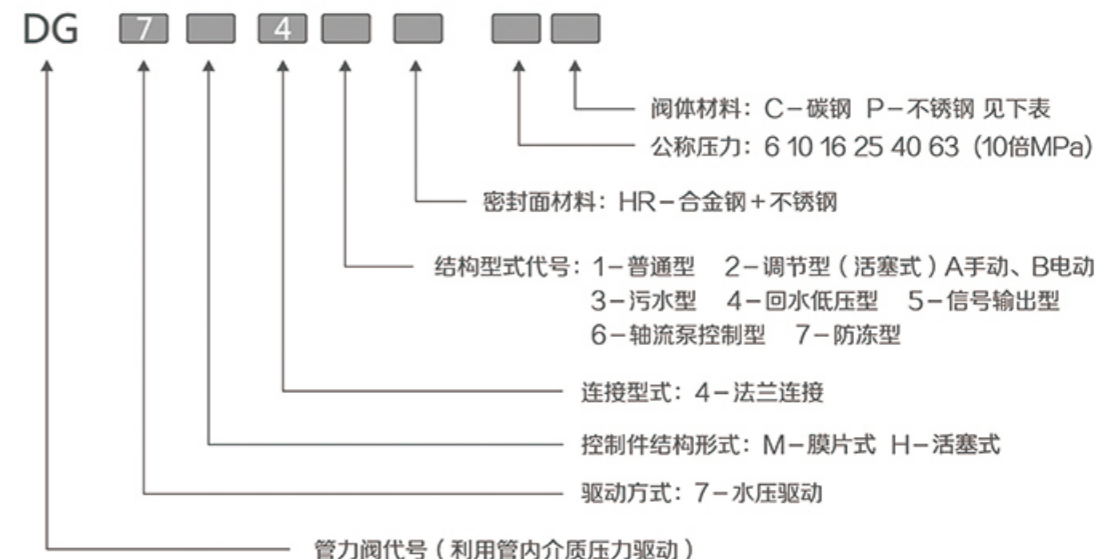 DG 7 4
阀体材料：C－碳钢 P－不锈钢 见下表
公称压力：6 10 16 25 40 63（10倍MPa）
密封面材料：HR－合金钢＋不锈钢
结构型式代号：1－普通型 2－调节型（活塞式）A手动、B电动
3－污水型 4－回水低压型 5－信号输出型
6－轴流泵控制型 7－防冻型
连接型式：4－法兰连接
控制件结构形式：M－膜片式 H－活塞式
驱动方式：7－水压驱动
管力阀代号（利用管内介质压力驱动）